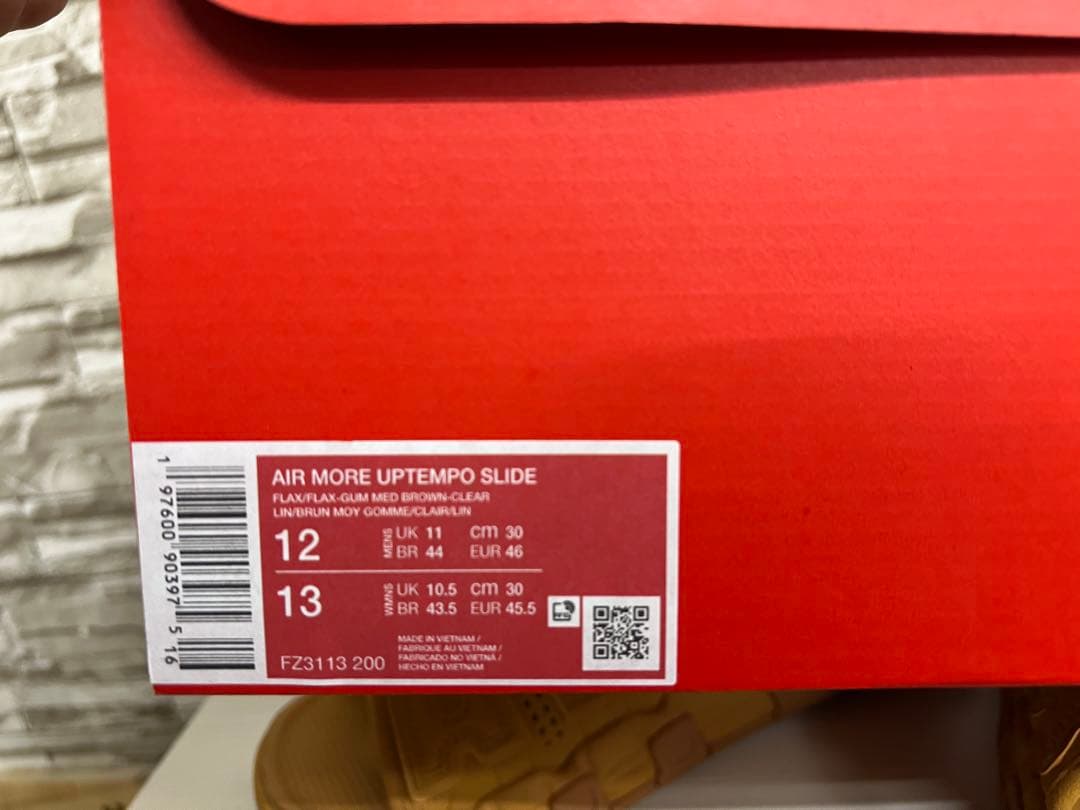 AIR MORE UPTEMPO SLIDE
FLAX/FLAX-GUM MED BROWN-CLEAR
LIN/BRUN MOY GOMME/CLAIR/LIN
12 MENS UK 11 cm 30
BR 44 EUR 46
13 WMNS UK 10.5 cm 30
BR 43.5 EUR 45.5
FZ3113 200
MADE IN VIETNAM /
FABRIQUE AU VIETNAM /
FABRICADO NO VIETNÃ /
HECHO EN VIETNAM
1 97600 90397 5 16